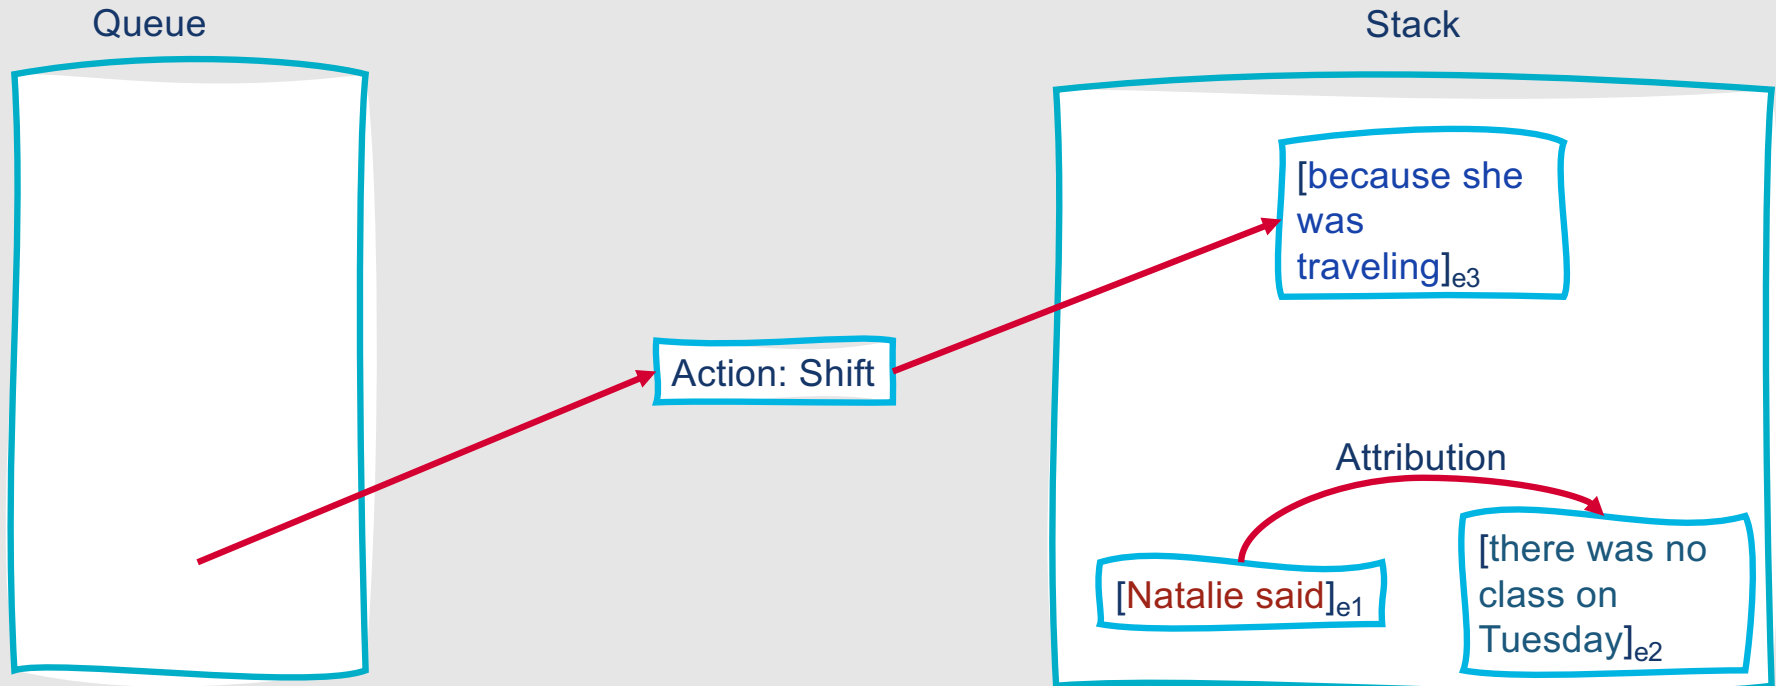 Queue
Stack
[because she
was
traveling]e3
Action: Shift
Attribution
[Natalie said]e1
[there was no
class on
Tuesday]e2